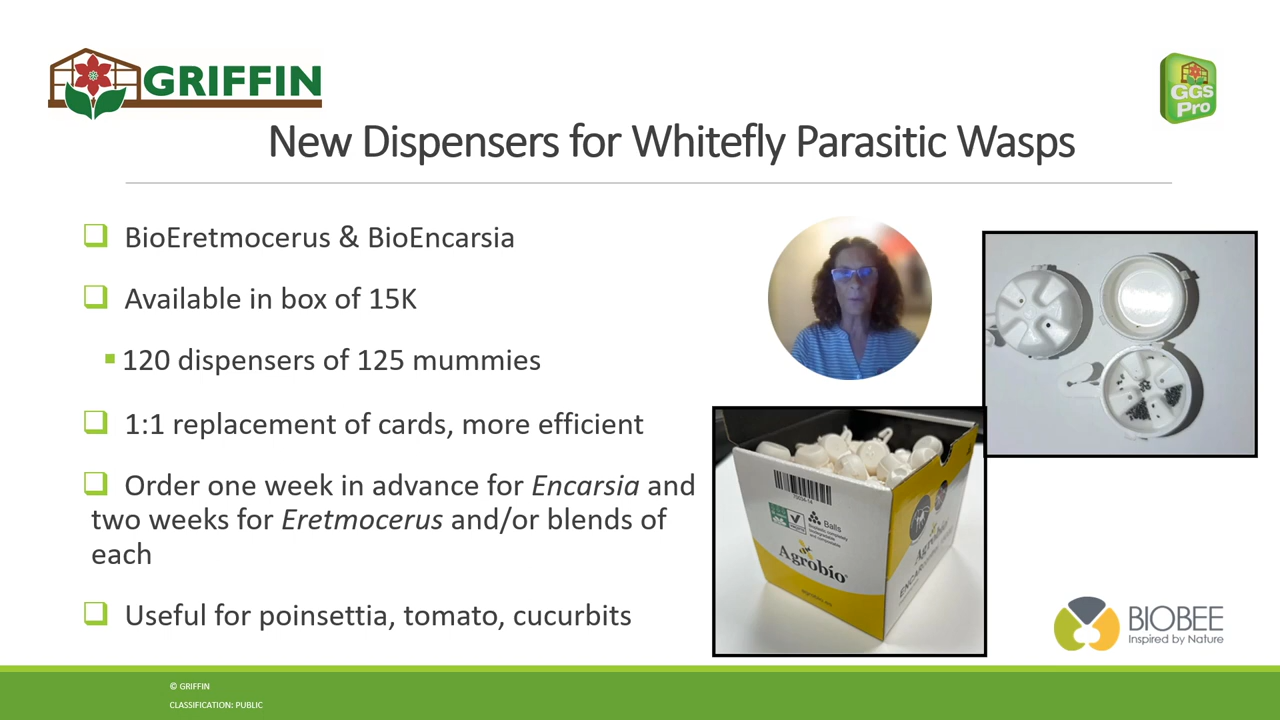 GRIFFIN
GGS
Pro
New Dispensers for Whitefly Parasitic Wasps
BioEretmocerus & BioEncarsia
Available in box of 15K
120 dispensers of 125 mummies
1:1 replacement of cards, more efficient
Order one week in advance for Encarsia and
two weeks for Eretmocerus and/or blends of
each
Useful for poinsettia, tomato, cucurbits
Balls
Agrobío
Agrobío
BIOBEE
Inspired by Nature
© GRIFFIN
CLASSIFICATION: PUBLIC